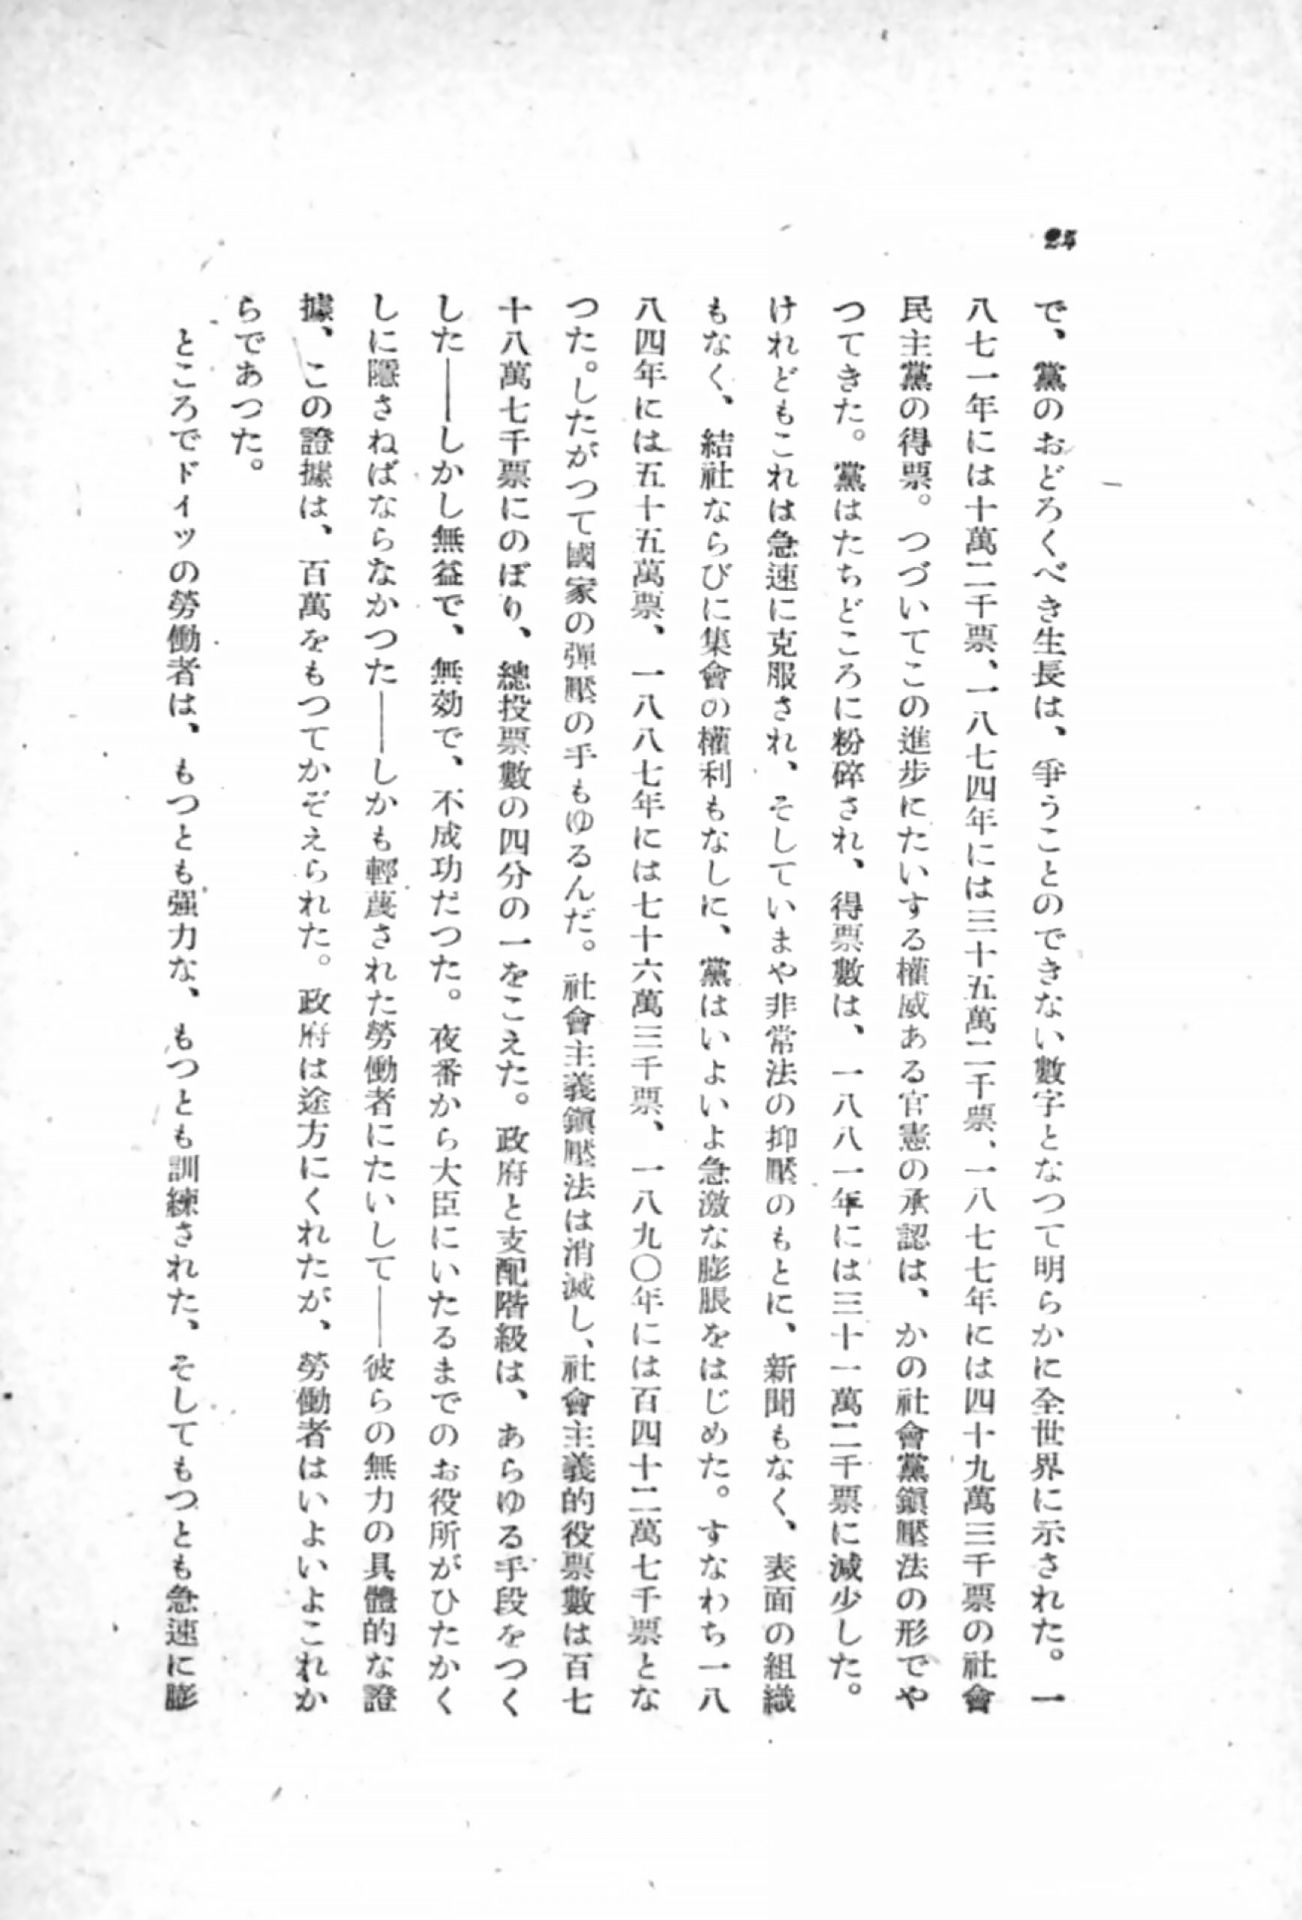 25
で、黨のおどろくべき生長は、爭うことのできない數字となつて明らかに全世界に示された。一
八七一年には十萬二千票、一八七四年には三十五萬二千票、一八七七年には四十九萬三千票の社會
民主黨の得票。つづいてこの進步にたいする權威ある官憲の承認は、かの社會黨鎭壓法の形でや
つてきた。黨はたちどころに粉碎され、得票數は、一八八一年には三十一萬二千票に減少した。
けれどもこれは急速に克服され、そしていまや非常法の抑壓のもとに、新聞もなく、表面の組織
もなく、結社ならびに集會の權利もなしに、黨はいよいよ急激な膨脹をはじめた。すなわち一八
八四年には五十五萬票、一八八七年には七十六萬三千票、一八九〇年には百四十二萬七千票とな
つた。したがつて國家の彈壓の手もゆるんだ。社會主義鎭壓法は消滅し、社會主義的役票數は百七
十八萬七千票にのぼり、總投票數の四分の一をこえた。政府と支配階級は、あらゆる手段をつく
した――しかし無益で、無効で、不成功だつた。夜番から大臣にいたるまでのお役所がひたかく
しに隱さねばならなかつた――しかも輕蔑された勞働者にたいして――彼らの無力の具體的な證
據、この證據は、百萬をもつてかぞえられた。政府は途方にくれたが、勞働者はいよいよこれか
らであつた。
ところでドイツの勞働者は、もつとも强力な、もつとも訓練された、そしてもつとも急速に膨